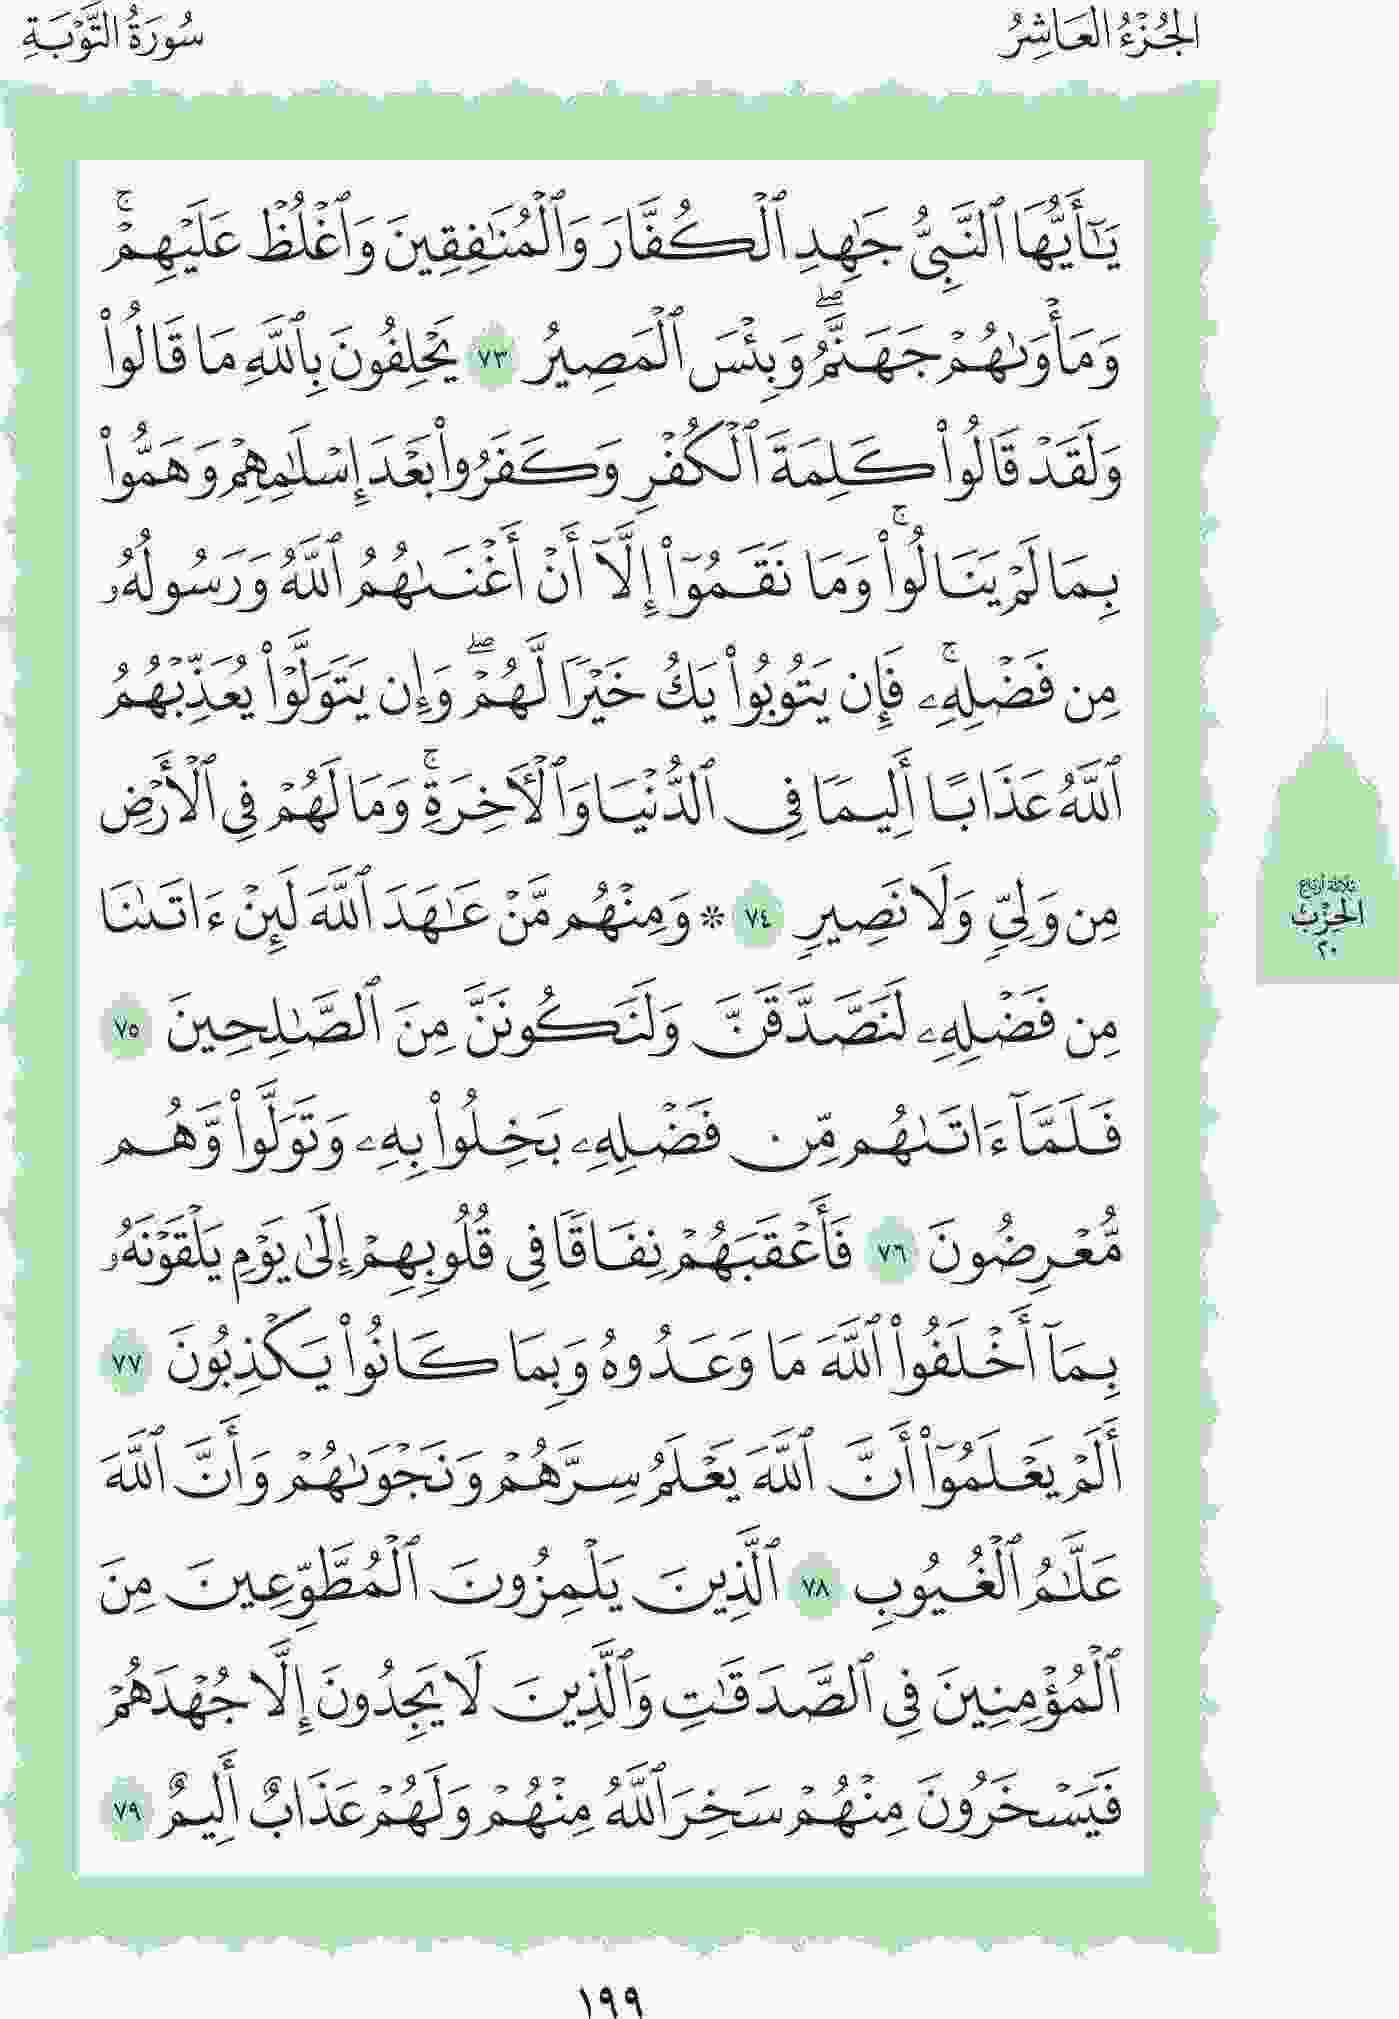 الجُزْءُ العَاشِرُ
سُورَةُ التَّوْبَةِ
يَٰٓأَيُّهَا ٱلنَّبِىُّ جَٰهِدِ ٱلْكُفَّارَ وَٱلْمُنَٰفِقِينَ وَٱغْلُظْ عَلَيْهِمْۚ
وَمَأْوَىٰهُمْ جَهَنَّمُۖ وَبِئْسَ ٱلْمَصِيرُ ٧٣ يَحْلِفُونَ بِٱللَّهِ مَا قَالُوا۟
وَلَقَدْ قَالُوا۟ كَلِمَةَ ٱلْكُفْرِ وَكَفَرُوا۟ بَعْدَ إِسْلَٰمِهِمْ وَهَمُّوا۟
بِمَا لَمْ يَنَالُوا۟ۚ وَمَا نَقَمُوٓا۟ إِلَّآ أَنْ أَغْنَىٰهُمُ ٱللَّهُ وَرَسُولُهُۥ
مِن فَضْلِهِۦۚ فَإِن يَتُوبُوا۟ يَكُ خَيْرًا لَّهُمْۖ وَإِن يَتَوَلَّوْا۟ يُعَذِّبْهُمُ
ٱللَّهُ عَذَابًا أَلِيمًا فِى ٱلدُّنْيَا وَٱلْأٓخِرَةِۚ وَمَا لَهُمْ فِى ٱلْأَرْضِ
مِن وَلِىٍّ وَلَا نَصِيرٍ ٧٤ ۞ وَمِنْهُم مَّنْ عَٰهَدَ ٱللَّهَ لَئِنْ ءَاتَىٰنَا
مِن فَضْلِهِۦ لَنَصَّدَّقَنَّ وَلَنَكُونَنَّ مِنَ ٱلصَّٰلِحِينَ ٧٥
فَلَمَّآ ءَاتَىٰهُم مِّن فَضْلِهِۦ بَخِلُوا۟ بِهِۦ وَتَوَلَّوا۟ وَّهُم
مُّعْرِضُونَ ٧٦ فَأَعْقَبَهُمْ نِفَاقًا فِى قُلُوبِهِمْ إِلَىٰ يَوْمِ يَلْقَوْنَهُۥ
بِمَآ أَخْلَفُوا۟ ٱللَّهَ مَا وَعَدُوهُ وَبِمَا كَانُوا۟ يَكْذِبُونَ ٧٧
أَلَمْ يَعْلَمُوٓا۟ أَنَّ ٱللَّهَ يَعْلَمُ سِرَّهُمْ وَنَجْوَىٰهُمْ وَأَنَّ ٱللَّهَ
عَلَّٰمُ ٱلْغُيُوبِ ٧٨ ٱلَّذِينَ يَلْمِزُونَ ٱلْمُطَّوِّعِينَ مِنَ
ٱلْمُؤْمِنِينَ فِى ٱلصَّدَقَٰتِ وَٱلَّذِينَ لَا يَجِدُونَ إِلَّا جُهْدَهُمْ
فَيَسْخَرُونَ مِنْهُمْ سَخِرَ ٱللَّهُ مِنْهُمْ وَلَهُمْ عَذَابٌ أَلِيمٌ ٧٩
ثلاثة أرباع
الحِزْب
٢٠
١٩٩